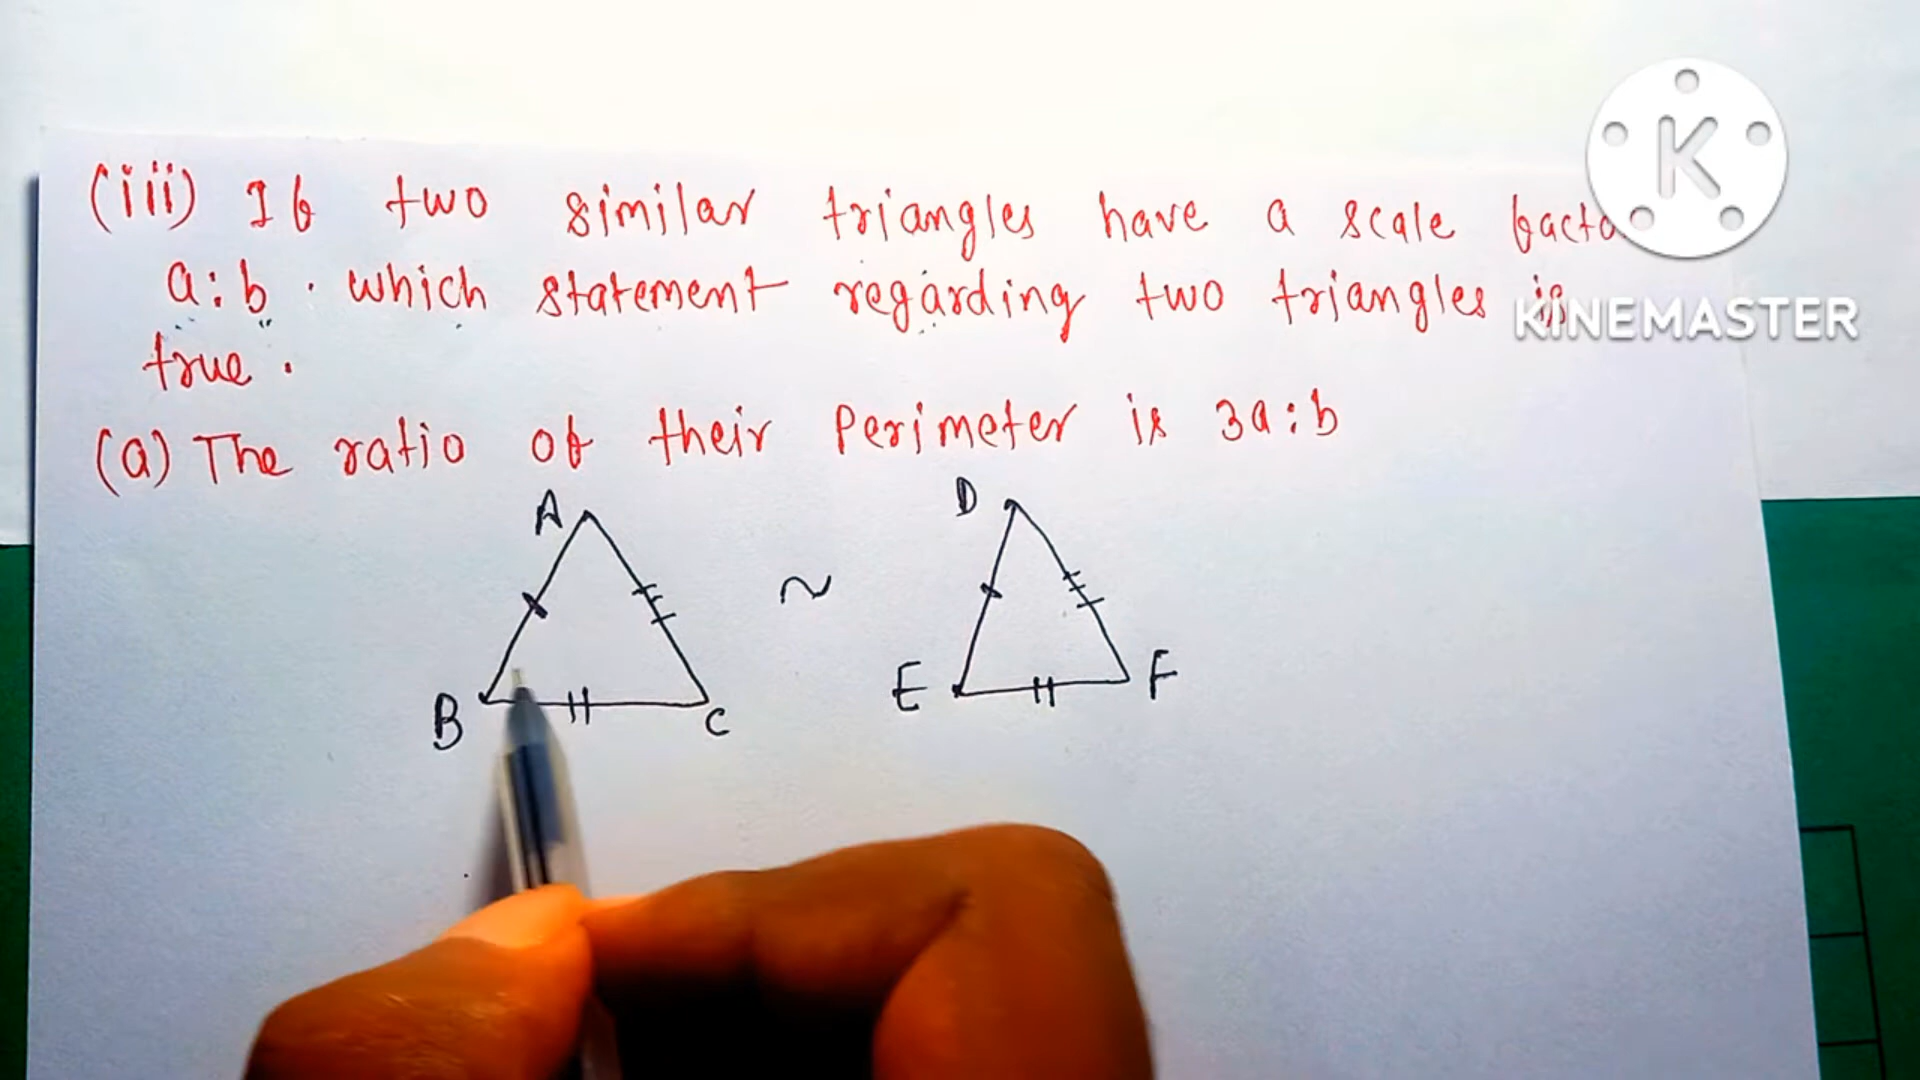 (iii) If two similar triangles have a scale facto
a:b. which statement regarding two triangles is
true.
(a) The ratio of their Perimeter is 3a:b
A
D
~
B
C
E
F
K
KINEMASTER